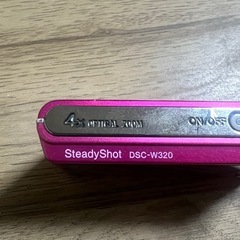 4x OPTICAL ZOOM ON/OFF
SteadyShot DSC-W320